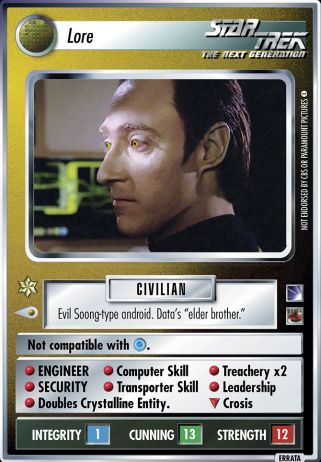 Lore
STAR TREK
THE NEXT GENERATION
NOT ENDORSED BY CBS OR PARAMOUNT PICTURES
CIVILIAN
Evil Soong-type android. Data's "elder brother."
Not compatible with .
ENGINEER Computer Skill Treachery x2
SECURITY Transporter Skill Leadership
Doubles Crystalline Entity. Crosis
INTEGRITY 1 CUNNING 13 STRENGTH 12
ERRATA